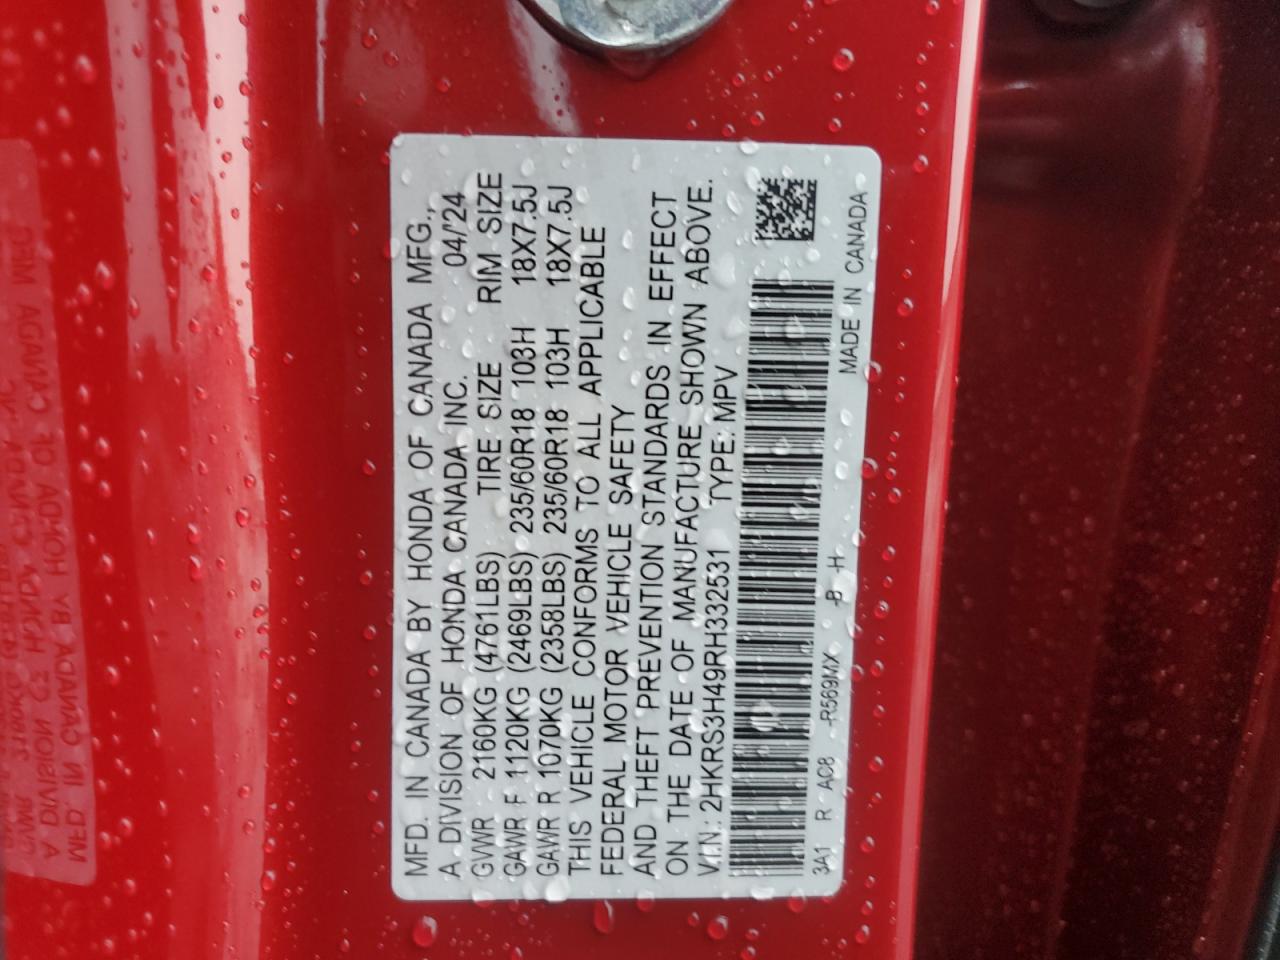 MFD. IN CANADA BY HONDA OF CANADA MFG.,
A DIVISION OF HONDA CANADA INC. 04/'24
GVWR 2160KG (4761LBS) TIRE SIZE RIM SIZE
GAWR F 1120KG (2469LBS) 235/60R18 103H 18X7.5J
GAWR R 1070KG (2358LBS) 235/60R18 103H 18X7.5J
THIS VEHICLE CONFORMS TO ALL APPLICABLE
FEDERAL MOTOR VEHICLE SAFETY
AND THEFT PREVENTION STANDARDS IN EFFECT
ON THE DATE OF MANUFACTURE SHOWN ABOVE.
V.I.N.: 2HKRS3H49RH332531 TYPE: MPV
3A1 R - AC8 -R569MX -B -H- MADE IN CANADA